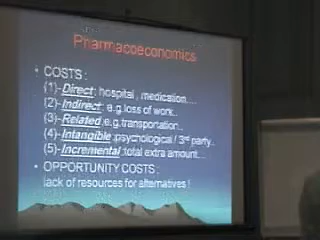 Pharmacoeconomics
• COSTS :
(1)-Direct: hospital , medication,...
(2)-Indirect: e.g.loss of work..
(3)-Related,e.g.transportation..
(4)-Intangible:psychological / 3rd party..
(5)-Incremental:total extra amount,...
• OPPORTUNITY COSTS :
lack of resources for alternatives !